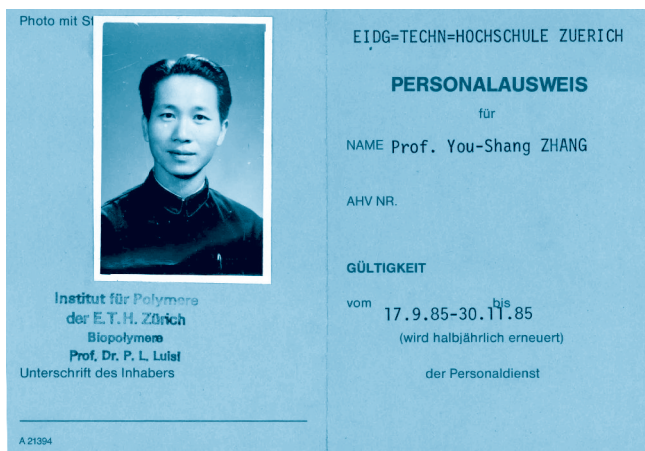 Photo mit
Institut für Polymere
der E.T.H. Zürich
Biopolymere
Prof. Dr. P. L. Luisi
Unterschrift des Inhabers
A 21394
EIDG=TECHN=HOCHSCHULE ZUERICH
PERSONALAUSWEIS
für
NAME Prof. You-Shang ZHANG
AHV NR.
GÜLTIGKEIT
vom 17.9.85-30.11.85 bis
(wird halbjährlich erneuert)
der Personaldienst